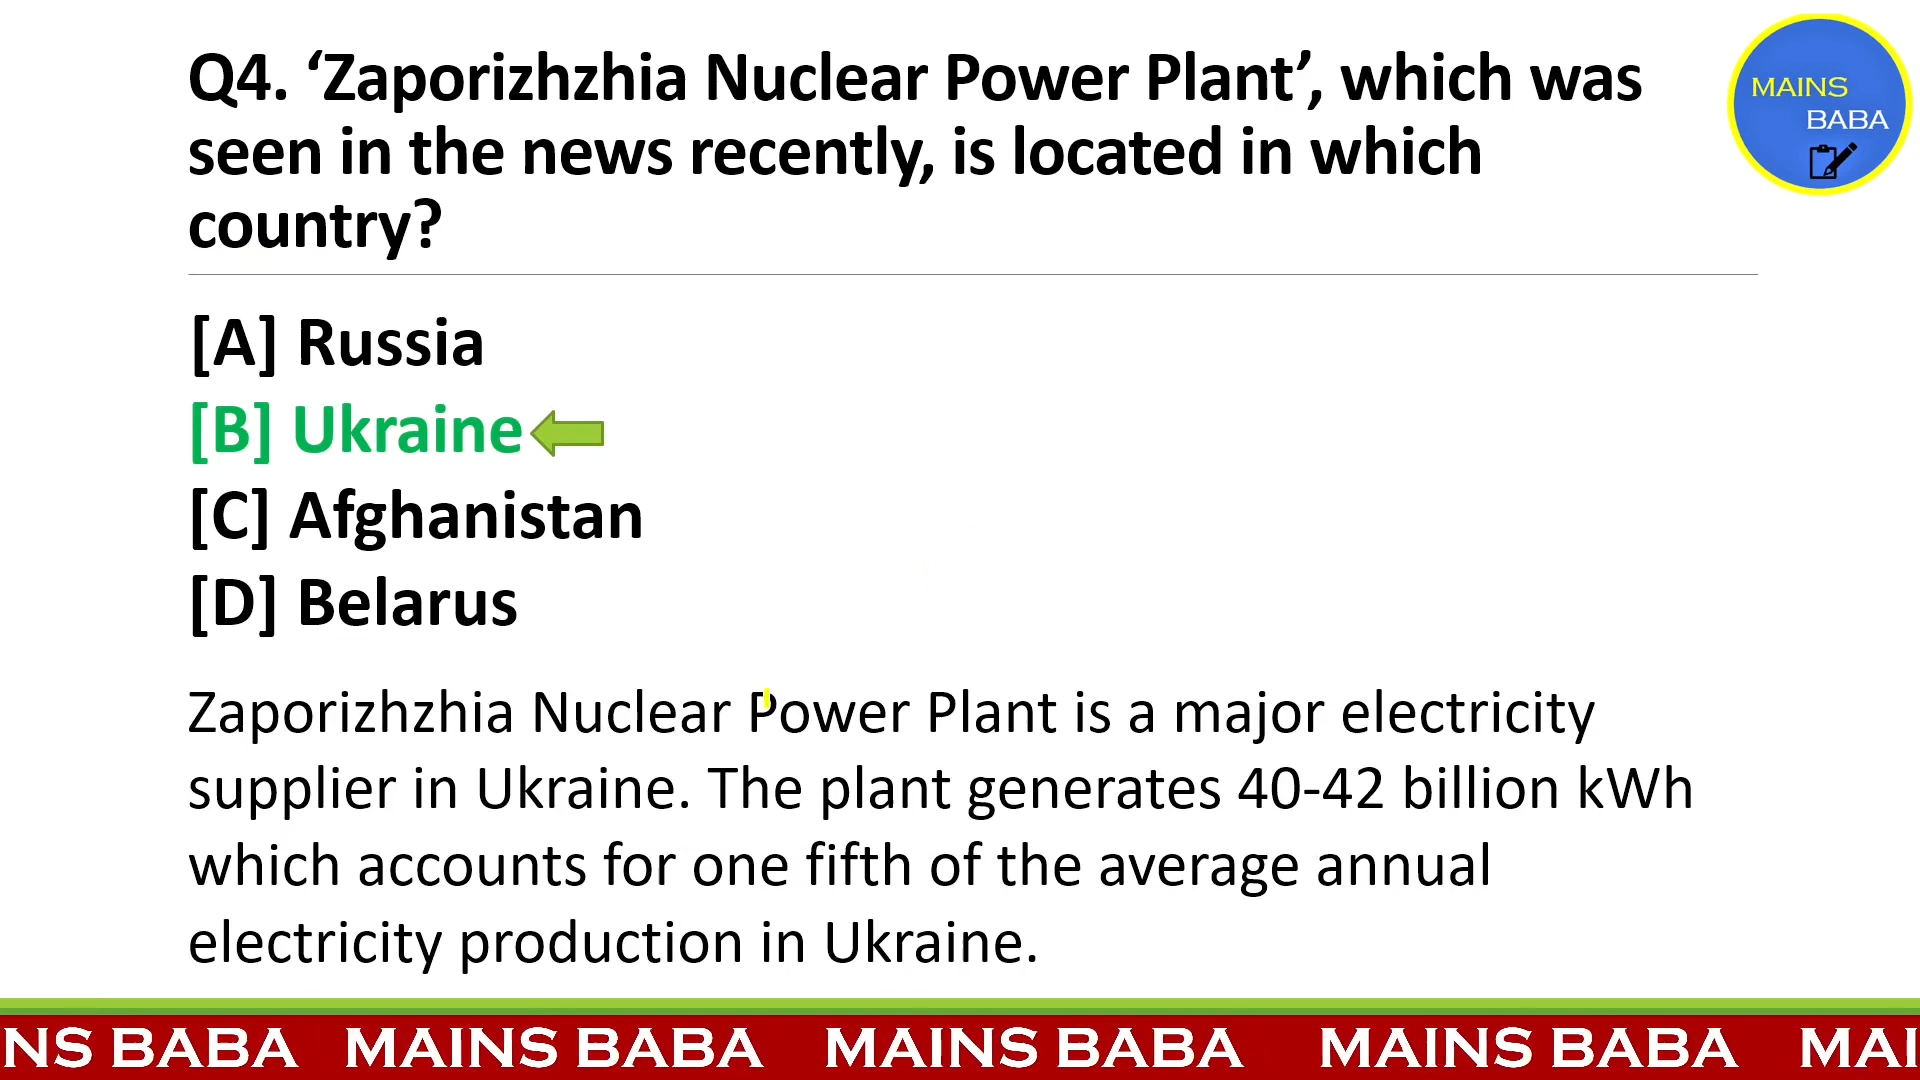 Q4. ‘Zaporizhzhia Nuclear Power Plant’, which was
seen in the news recently, is located in which
country?
MAINS
BABA
[A] Russia
[B] Ukraine
[C] Afghanistan
[D] Belarus
Zaporizhzhia Nuclear Power Plant is a major electricity
supplier in Ukraine. The plant generates 40-42 billion kWh
which accounts for one fifth of the average annual
electricity production in Ukraine.
NS BABA MAINS BABA MAINS BABA MAINS BABA MAI